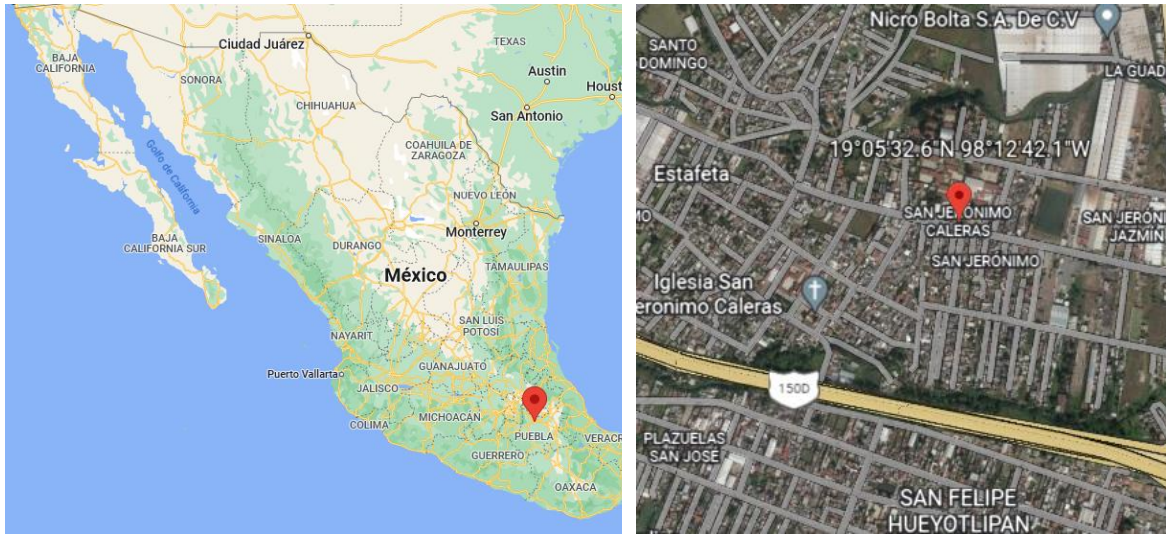 BAJA
CALIFORNIA
Ciudad Juárez
SONORA
CHIHUAHUA
TEXAS
Austin
Houst
San Antonio
COAHUILA DE
ZARAGOZA
Golfo de California
NUEVO LEÓN
Monterrey
BAJA
CALIFORNIA SUR
SINALOA
DURANGO
México
TAMAULIPAS
SAN LUIS
POTOSÍ
NAYARIT
GUANAJUATO
Puerto Vallarta
JALISCO
COLIMA
MICHOACÁN
PUEBLA
VERACR
GUERRERO
OAXACA
Nicro Bolta S.A. De C.V
SANTO
DOMINGO
LA GUAD
19°05'32.6"N 98°12'42.1"W
Estafeta
MO
SAN JERÓNIMO
CALERAS
SAN JERÓNI
JAZMÍN
SAN JERÓNIMO
Iglesia San
eronimo Caleras
150D
PLAZUELAS
SAN JOSÉ
SAN FELIPE
HUEYOTLIPAN